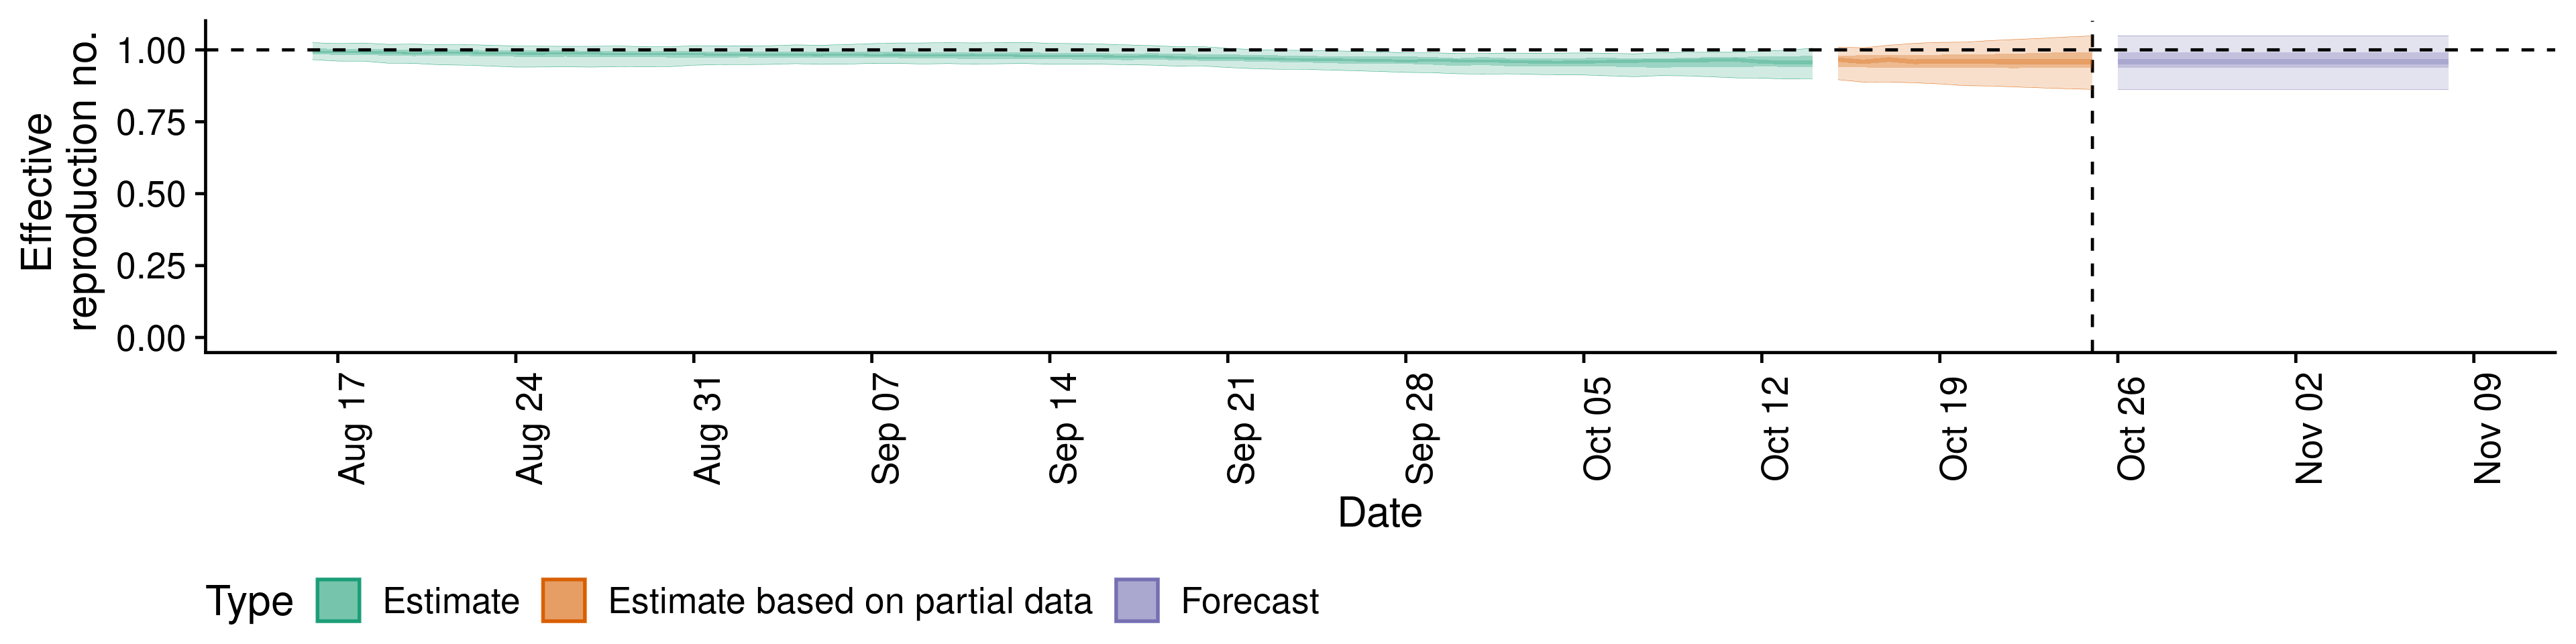 Effective
reproduction no.
1.00
0.75
0.50
0.25
0.00
Aug 17
Aug 24
Aug 31
Sep 07
Sep 14
Sep 21
Sep 28
Oct 05
Oct 12
Oct 19
Oct 26
Nov 02
Nov 09
Date
Type Estimate Estimate based on partial data Forecast